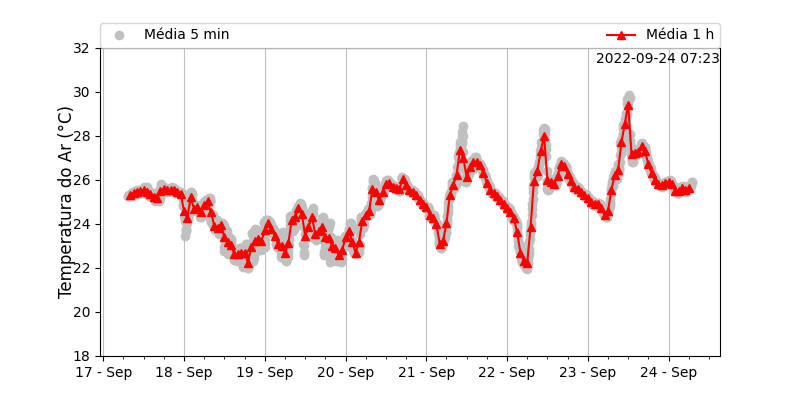 Média 5 min
Média 1 h
2022-09-24 07:23
Temperatura do Ar (°C)
32
30
28
26
24
22
20
18
17 - Sep
18 - Sep
19 - Sep
20 - Sep
21 - Sep
22 - Sep
23 - Sep
24 - Sep